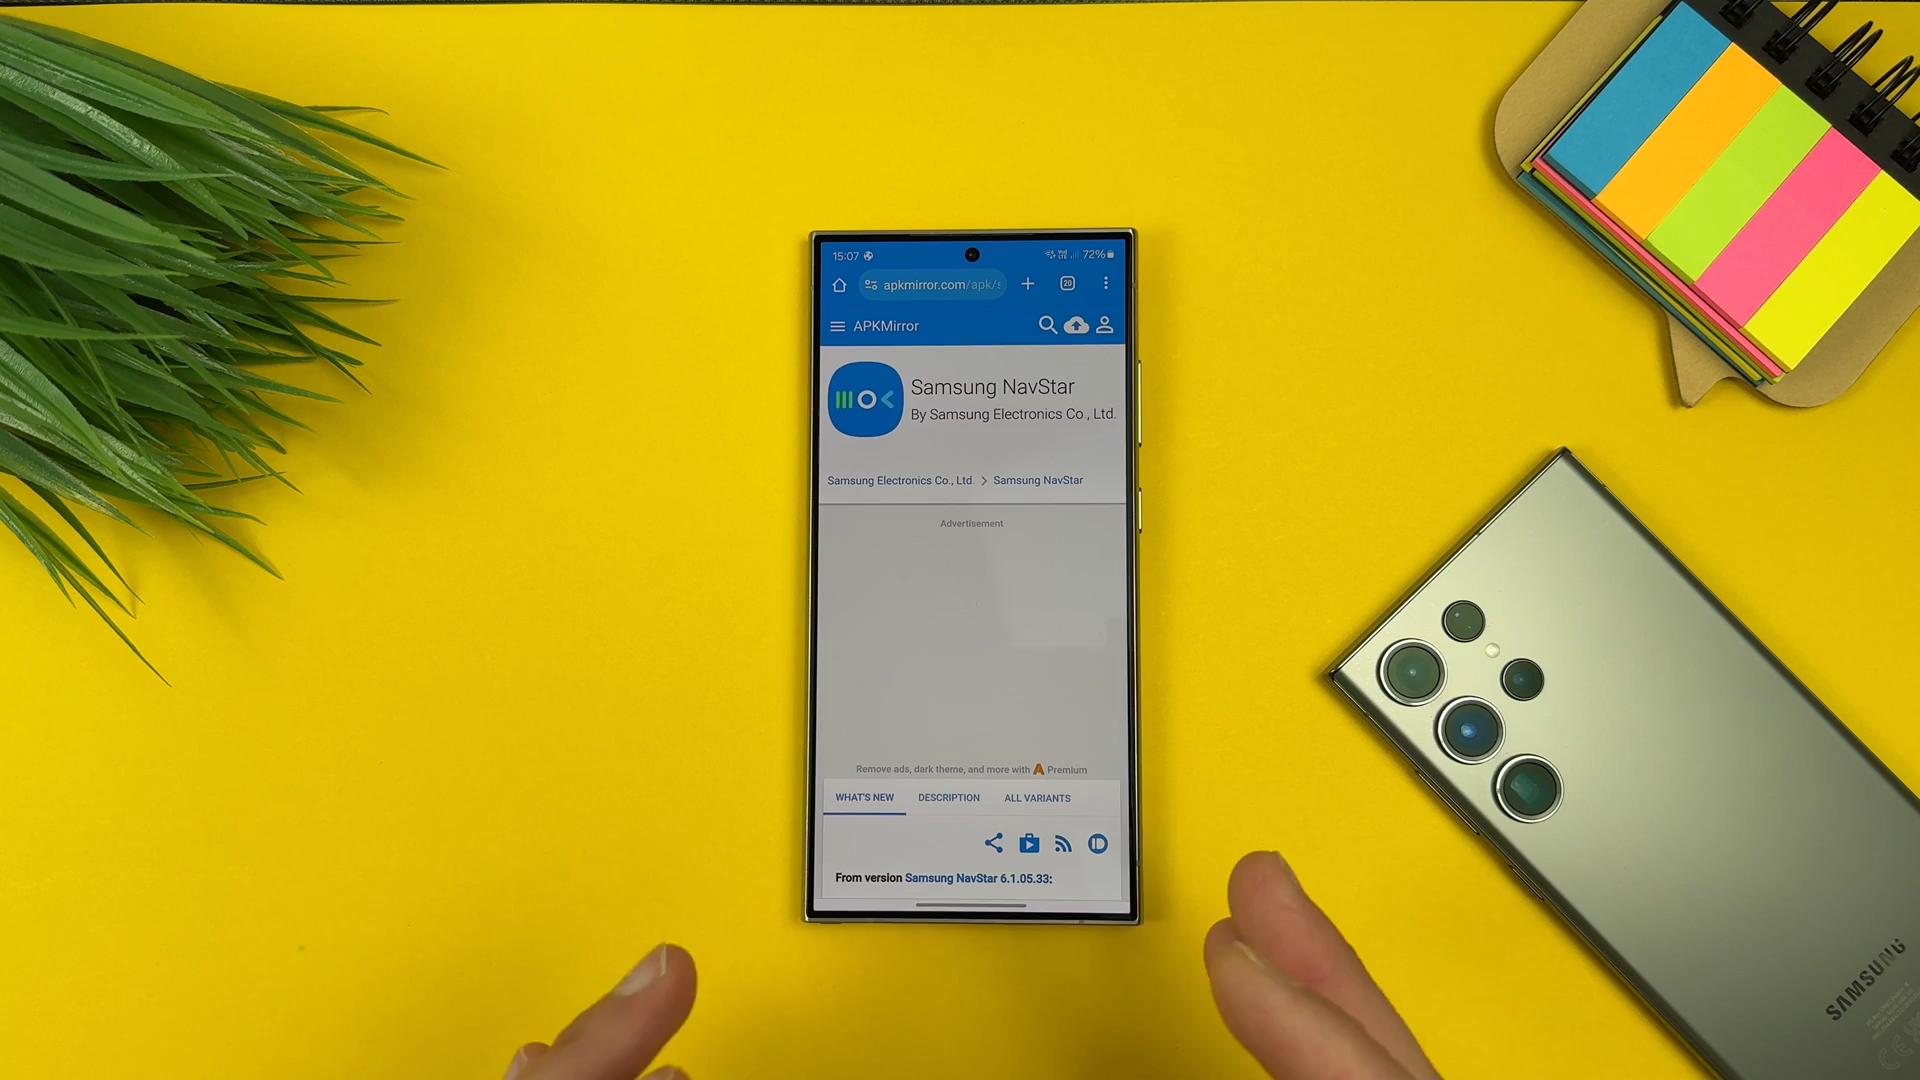 15:07
72%
apkmirror.com/apk/s
20
APKMirror
Samsung NavStar
By Samsung Electronics Co., Ltd.
Samsung Electronics Co., Ltd. > Samsung NavStar
Advertisement
Remove ads, dark theme, and more with Premium
WHAT'S NEW DESCRIPTION ALL VARIANTS
From version Samsung NavStar 6.1.05.33:
SAMSUNG